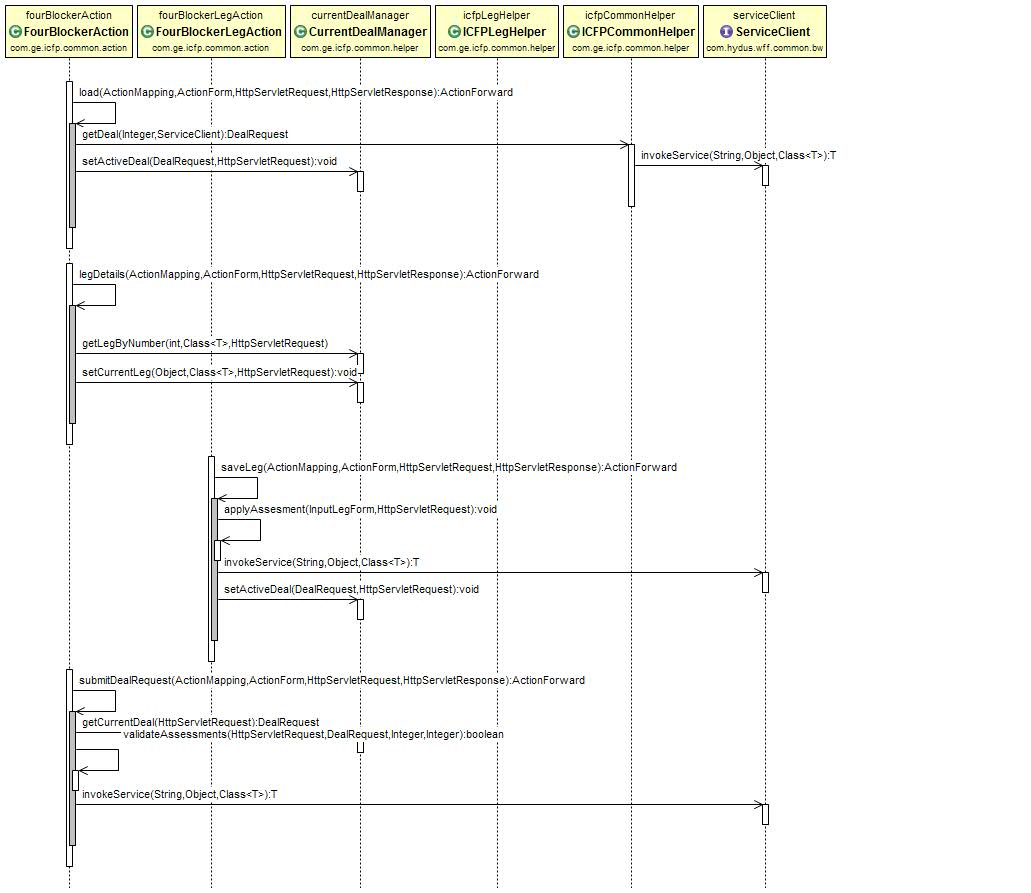 fourBlockerAction
FourBlockerAction
com.ge.icfp.common.action
fourBlockerLegAction
FourBlockerLegAction
com.ge.icfp.common.action
currentDealManager
CurrentDealManager
com.ge.icfp.common.helper
icfpLegHelper
ICFPLegHelper
com.ge.icfp.common.helper
icfpCommonHelper
ICFPCommonHelper
com.ge.icfp.common.helper
serviceClient
ServiceClient
com.hydus.wff.common.bw
load(ActionMapping,ActionForm,HttpServletRequest,HttpServletResponse):ActionForward
getDeal(Integer,ServiceClient):DealRequest
invokeService(String,Object,Class<T>):T
setActiveDeal(DealRequest,HttpServletRequest):void
legDetails(ActionMapping,ActionForm,HttpServletRequest,HttpServletResponse):ActionForward
getLegByNumber(int,Class<T>,HttpServletRequest)
setCurrentLeg(Object,Class<T>,HttpServletRequest):void
saveLeg(ActionMapping,ActionForm,HttpServletRequest,HttpServletResponse):ActionForward
applyAssesment(InputLegForm,HttpServletRequest):void
invokeService(String,Object,Class<T>):T
setActiveDeal(DealRequest,HttpServletRequest):void
submitDealRequest(ActionMapping,ActionForm,HttpServletRequest,HttpServletResponse):ActionForward
getCurrentDeal(HttpServletRequest):DealRequest
validateAssessments(HttpServletRequest,DealRequest,Integer,Integer):boolean
invokeService(String,Object,Class<T>):T